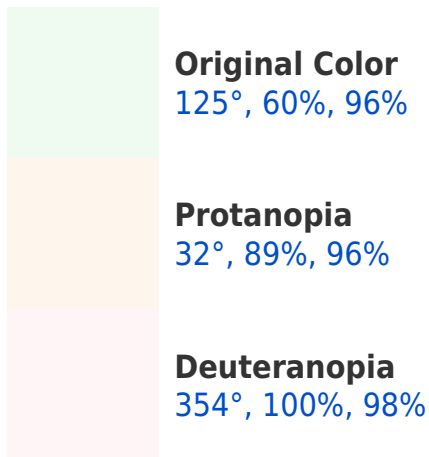 Original Color
125°, 60%, 96%
Protanopia
32°, 89%, 96%
Deuteranopia
354°, 100%, 98%